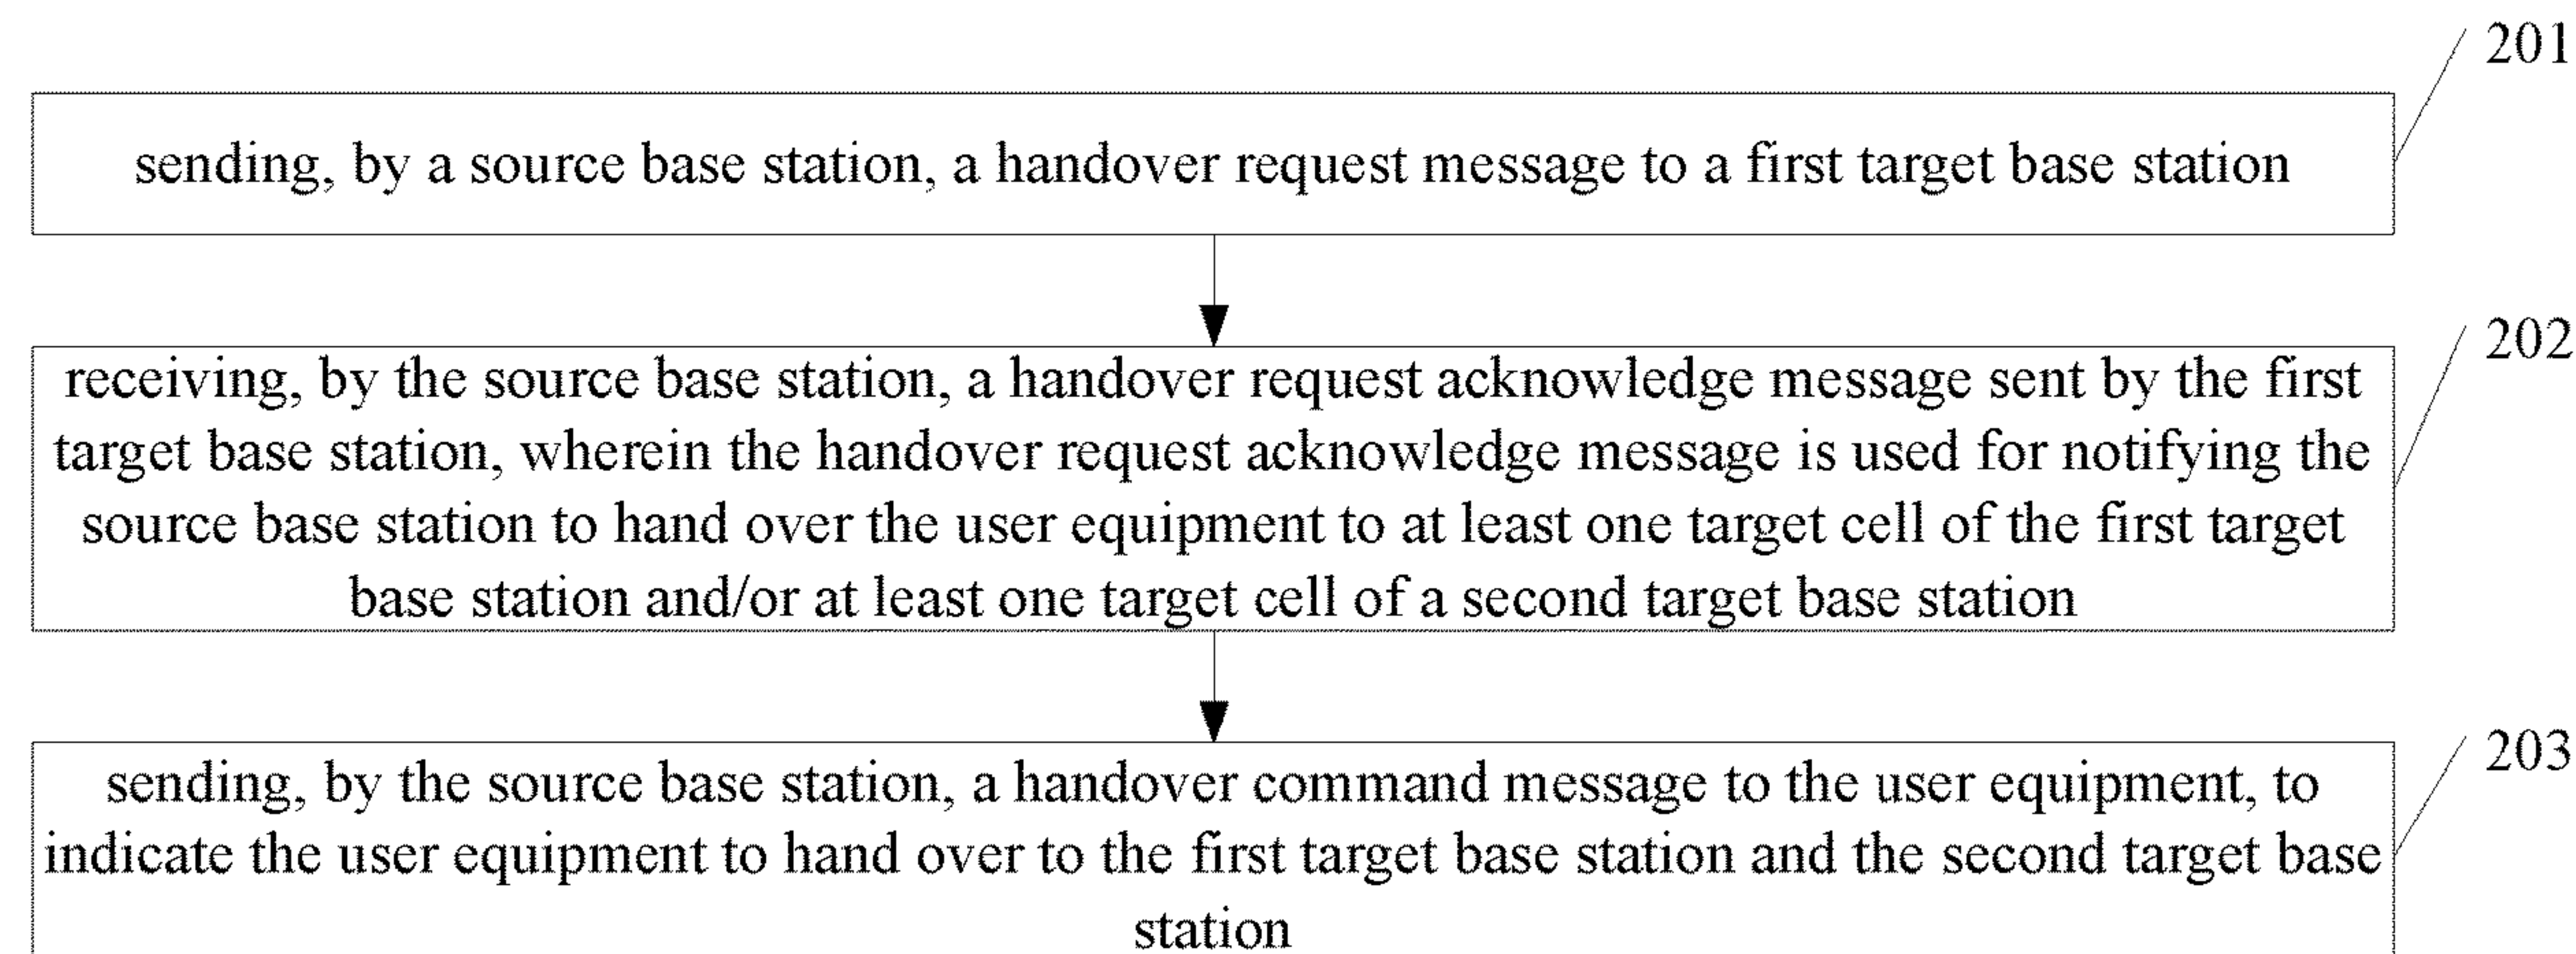 201
sending, by a source base station, a handover request message to a first target base station
202
receiving, by the source base station, a handover request acknowledge message sent by the first
target base station, wherein the handover request acknowledge message is used for notifying the
source base station to hand over the user equipment to at least one target cell of the first target
base station and/or at least one target cell of a second target base station
203
sending, by the source base station, a handover command message to the user equipment, to
indicate the user equipment to hand over to the first target base station and the second target base
station